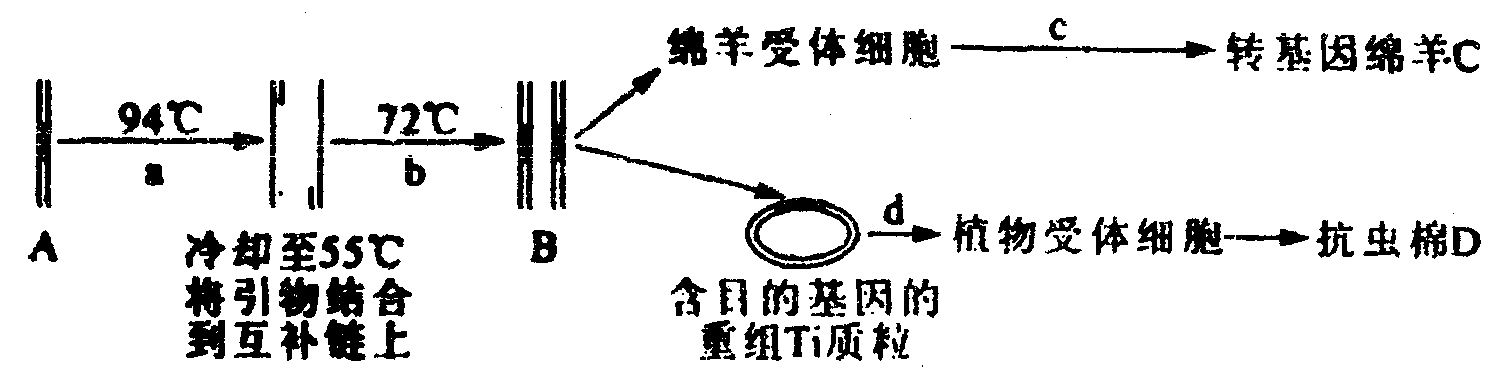 绵羊受体细胞
c
转基因绵羊C
94℃
a
72℃
b
A
冷却至55℃
将引物结合
到互补链上
B
d
植物受体细胞
抗虫棉D
含目的基因的
重组Ti质粒